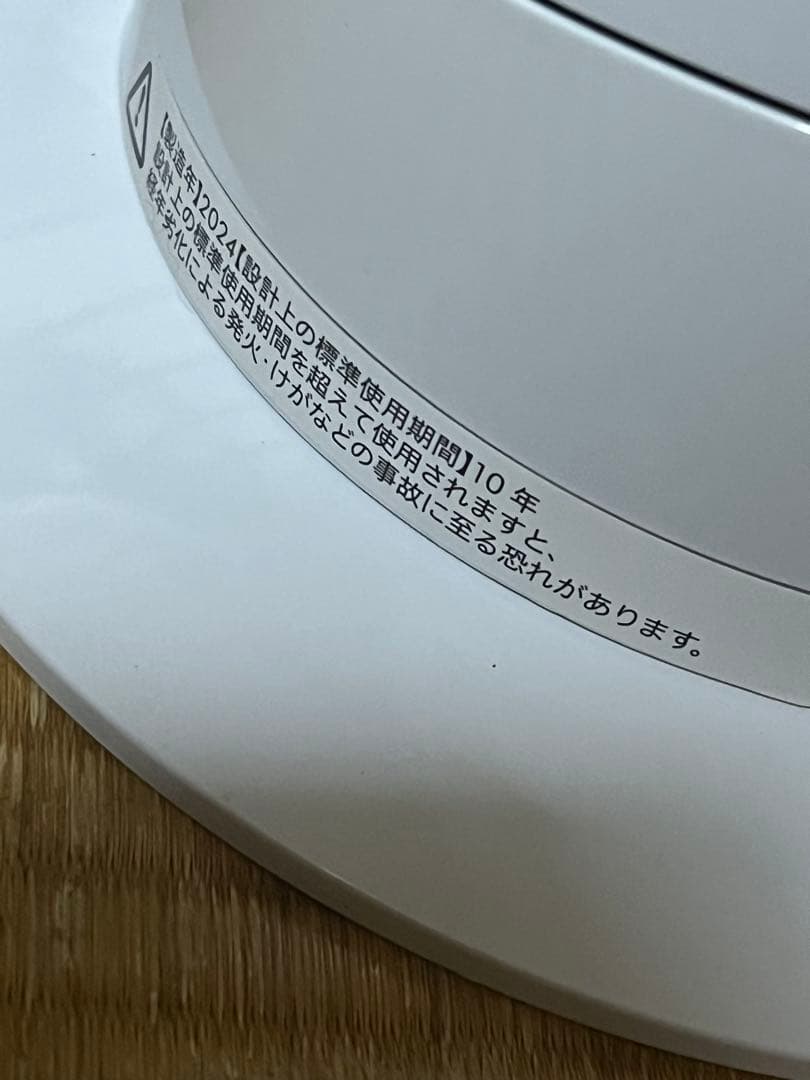 【製造年】2024【設計上の標準使用期間】10 年
設計上の標準使用期間を超えて使用されますと、
経年劣化による発火・けがなどの事故に至る恐れがあります。